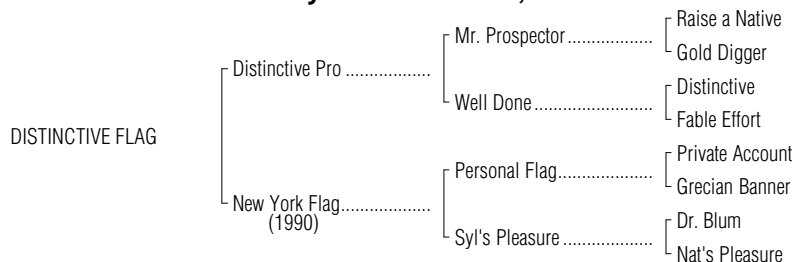 Raise a Native
Mr. Prospector
Gold Digger
Distinctive Pro
Distinctive
Well Done
Fable Effort
DISTINCTIVE FLAG
Private Account
Personal Flag
Grecian Banner
New York Flag
(1990)
Dr. Blum
Syl's Pleasure
Nat's Pleasure